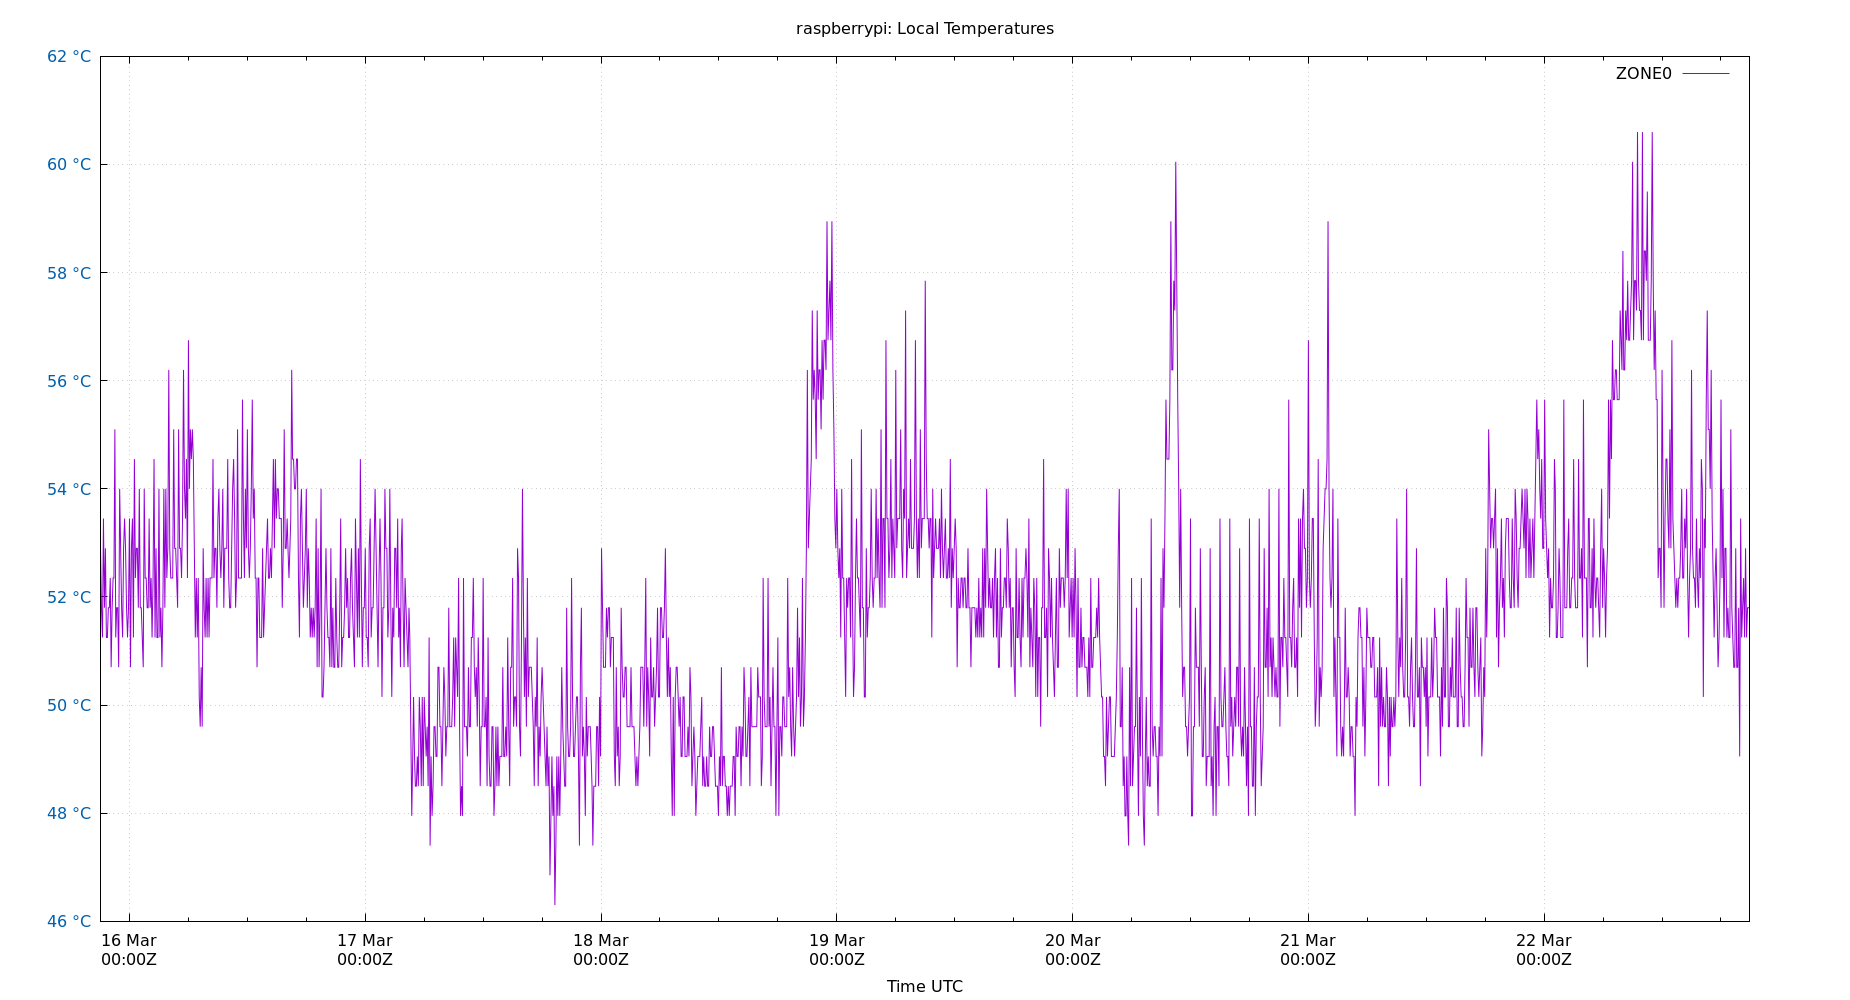 raspberrypi: Local Temperatures
62 °C
60 °C
58 °C
56 °C
54 °C
52 °C
50 °C
48 °C
46 °C
ZONE0
16 Mar
00:00Z
17 Mar
00:00Z
18 Mar
00:00Z
19 Mar
00:00Z
20 Mar
00:00Z
21 Mar
00:00Z
22 Mar
00:00Z
Time UTC